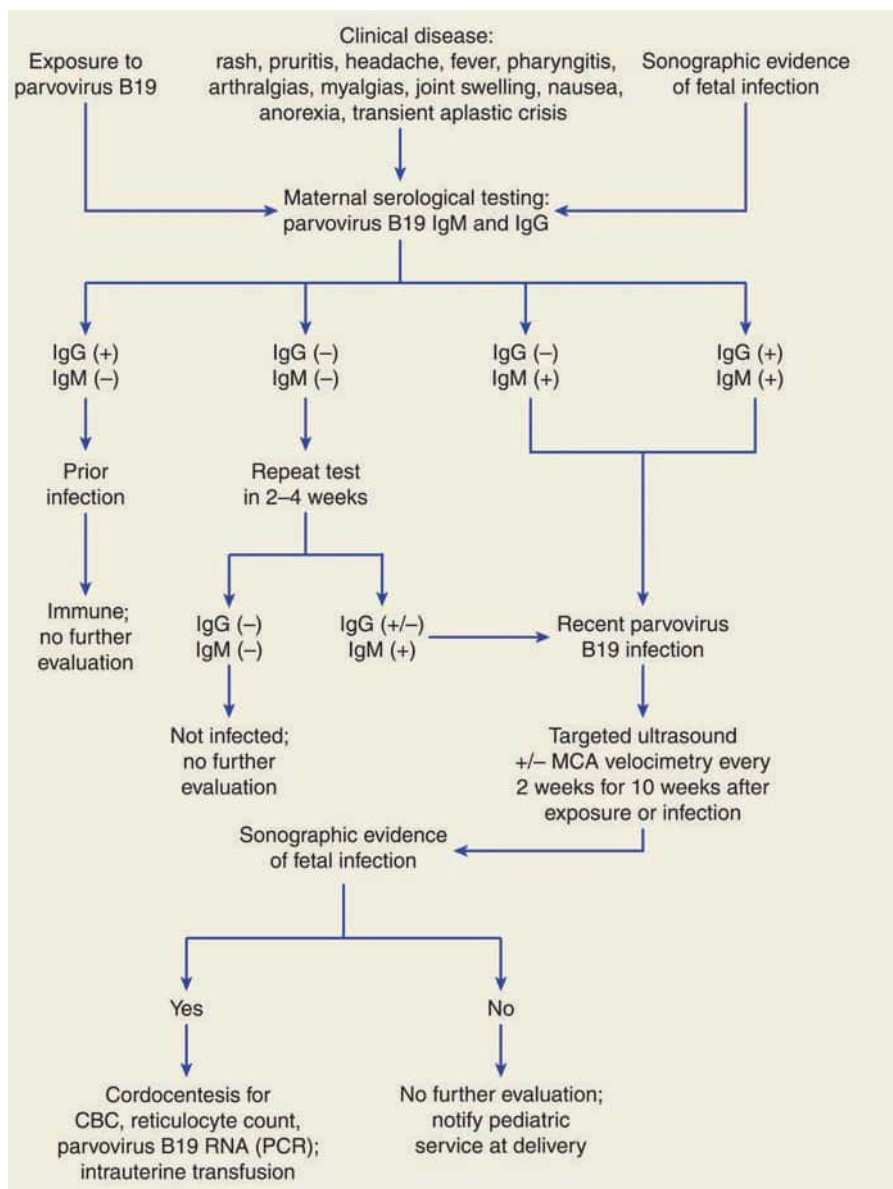 Exposure to
parvovirus B19
Clinical disease:
rash, pruritis, headache, fever, pharyngitis,
arthralgias, myalgias, joint swelling, nausea,
anorexia, transient aplastic crisis
Sonographic evidence
of fetal infection
Maternal serological testing:
parvovirus B19 IgM and IgG
IgG (+)
IgM (–)
IgG (–)
IgM (–)
IgG (–)
IgM (+)
IgG (+)
IgM (+)
Prior
infection
Repeat test
in 2–4 weeks
Immune;
no further
evaluation
IgG (–)
IgM (–)
IgG (+/–)
IgM (+)
Recent parvovirus
B19 infection
Not infected;
no further
evaluation
Targeted ultrasound
+/– MCA velocimetry every
2 weeks for 10 weeks after
exposure or infection
Sonographic evidence
of fetal infection
Yes
No
Cordocentesis for
CBC, reticulocyte count,
parvovirus B19 RNA (PCR);
intrauterine transfusion
No further evaluation;
notify pediatric
service at delivery